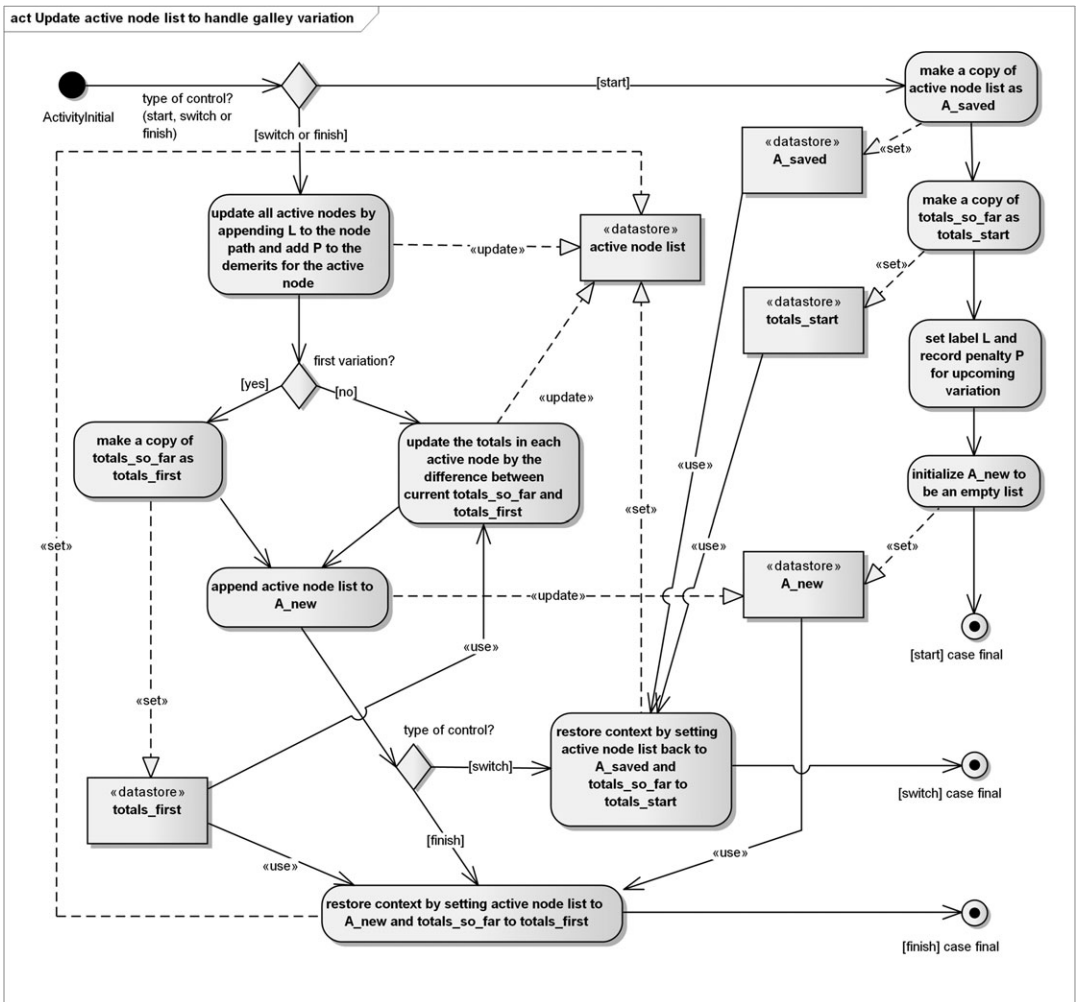 act Update active node list to handle galley variation
ActivityInitial
type of control?
(start, switch or
finish)
[start]
[switch or finish]
make a copy of
active node list as
A_saved
«datastore»
A_saved
«set»
make a copy of
totals_so_far as
totals_start
update all active nodes by
appending L to the node
path and add P to the
demerits for the active
node
«update»
«datastore»
active node list
«set»
«datastore»
totals_start
set label L and
record penalty P
for upcoming
variation
first variation?
[yes]
[no]
«update»
make a copy of
totals_so_far as
totals_first
update the totals in each
active node by the
difference between
current totals_so_far and
totals_first
«use»
initialize A_new to
be an empty list
«set»
«set»
«use»
«set»
«datastore»
A_new
append active node list to
A_new
«update»
[start] case final
«use»
«set»
type of control?
[switch]
restore context by setting
active node list back to
A_saved and
totals_so_far to
totals_start
[switch] case final
«datastore»
totals_first
[finish]
«use»
«use»
restore context by setting active node list to
A_new and totals_so_far to totals_first
[finish] case final